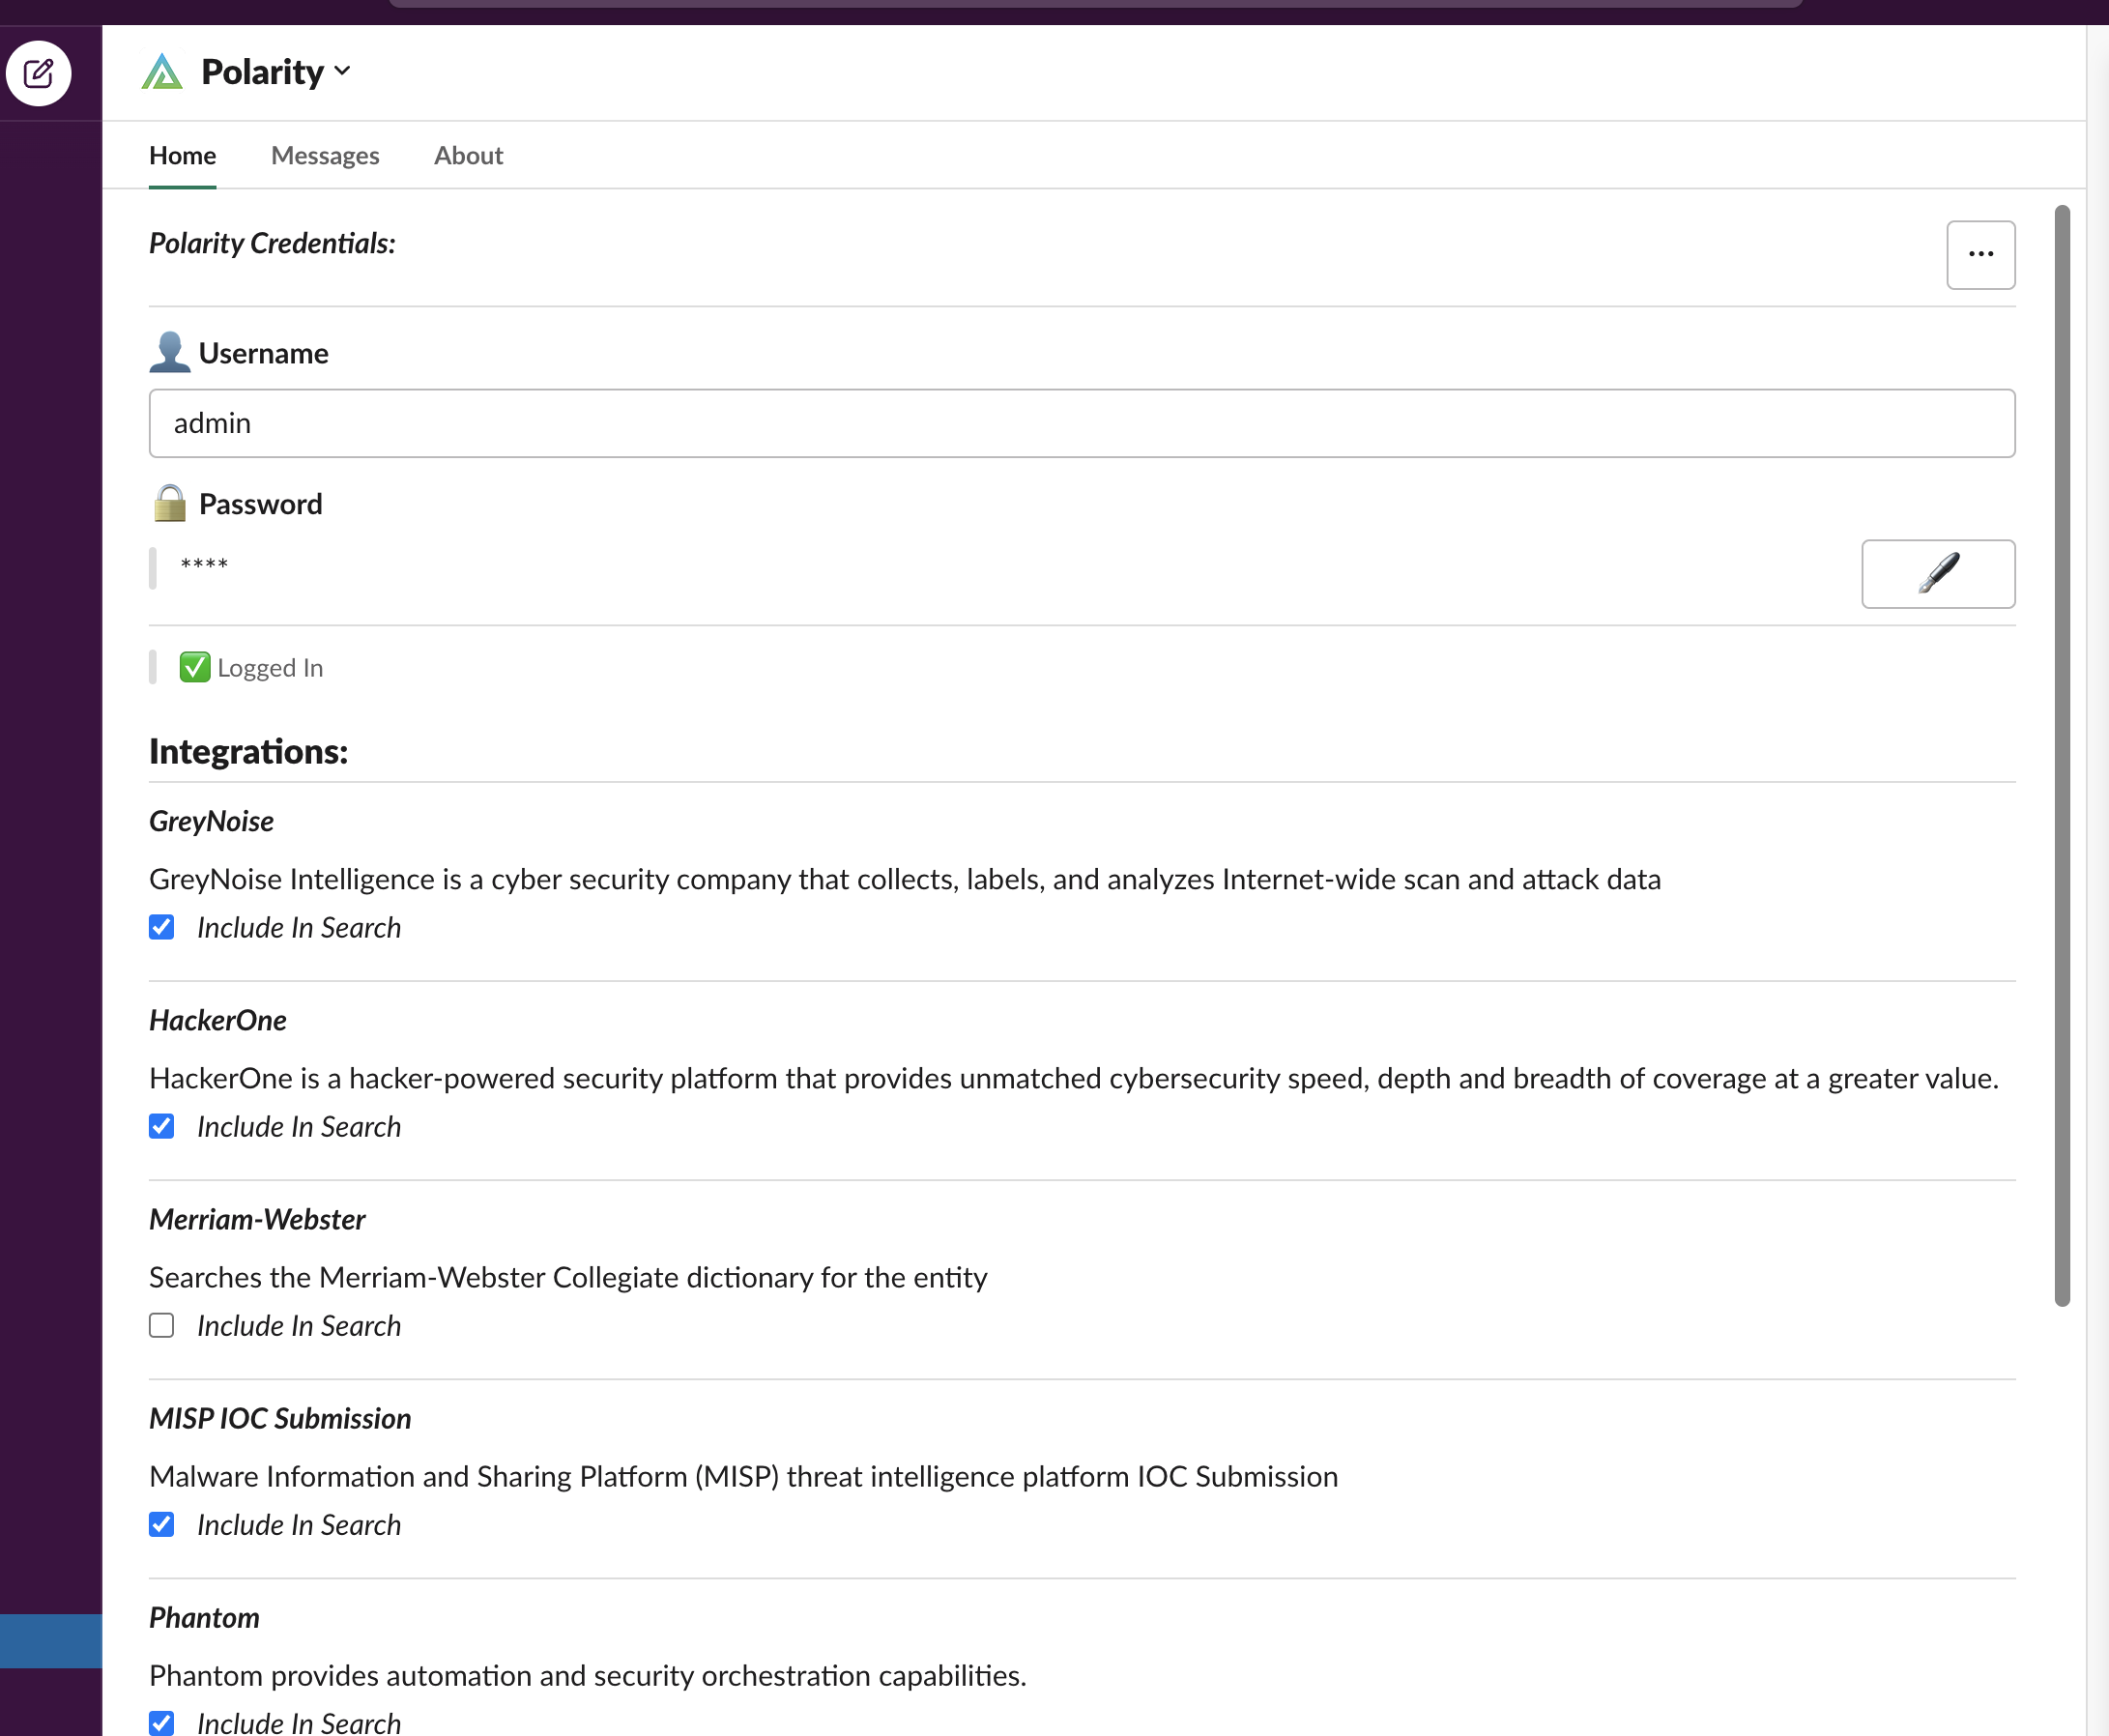 Polarity
Home Messages About
Polarity Credentials:
Username
admin
Password
****
Logged In
Integrations:
GreyNoise
GreyNoise Intelligence is a cyber security company that collects, labels, and analyzes Internet-wide scan and attack data
Include In Search
HackerOne
HackerOne is a hacker-powered security platform that provides unmatched cybersecurity speed, depth and breadth of coverage at a greater value.
Include In Search
Merriam-Webster
Searches the Merriam-Webster Collegiate dictionary for the entity
Include In Search
MISP IOC Submission
Malware Information and Sharing Platform (MISP) threat intelligence platform IOC Submission
Include In Search
Phantom
Phantom provides automation and security orchestration capabilities.
Include In Search